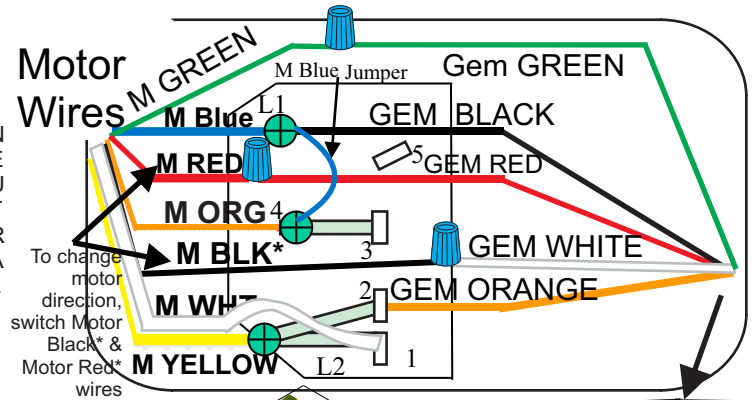 Motor
Wires
M GREEN
Gem GREEN
M Blue Jumper
M Blue
L1
GEM BLACK
M RED
5
GEM RED
M ORG
4
3
M BLK*
GEM WHITE
To change
motor
direction,
switch Motor
Black* &
Motor Red*
wires
M WHT
2
GEM ORANGE
M YELLOW
L2
1
N
E
U
T
R
A